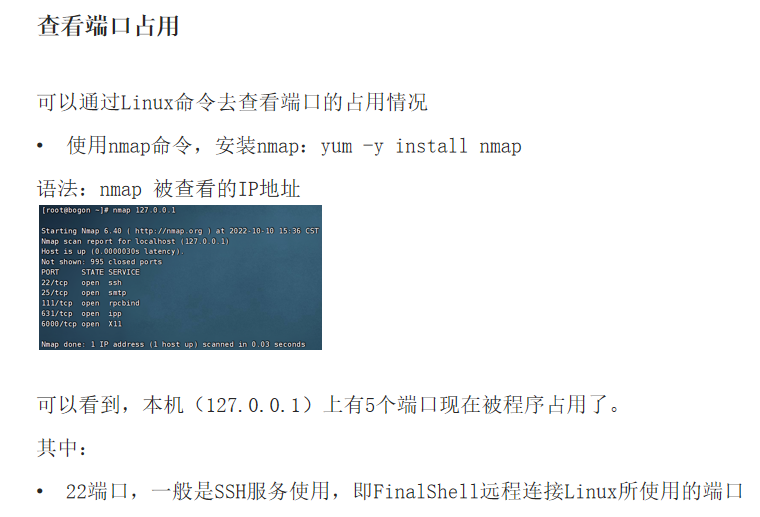 查看端口占用
可以通过Linux命令去查看端口的占用情况
• 使用nmap命令，安装nmap：yum -y install nmap
语法：nmap 被查看的IP地址
[root@bogon ~]# nmap 127.0.0.1
Starting Nmap 6.40 ( http://nmap.org ) at 2022-10-10 15:36 CST
Nmap scan report for localhost (127.0.0.1)
Host is up (0.0000030s latency).
Not shown: 995 closed ports
PORT STATE SERVICE
22/tcp open ssh
25/tcp open smtp
111/tcp open rpcbind
631/tcp open ipp
6000/tcp open X11
Nmap done: 1 IP address (1 host up) scanned in 0.03 seconds
可以看到，本机（127.0.0.1）上有5个端口现在被程序占用了。
其中：
• 22端口，一般是SSH服务使用，即FinalShell远程连接Linux所使用的端口